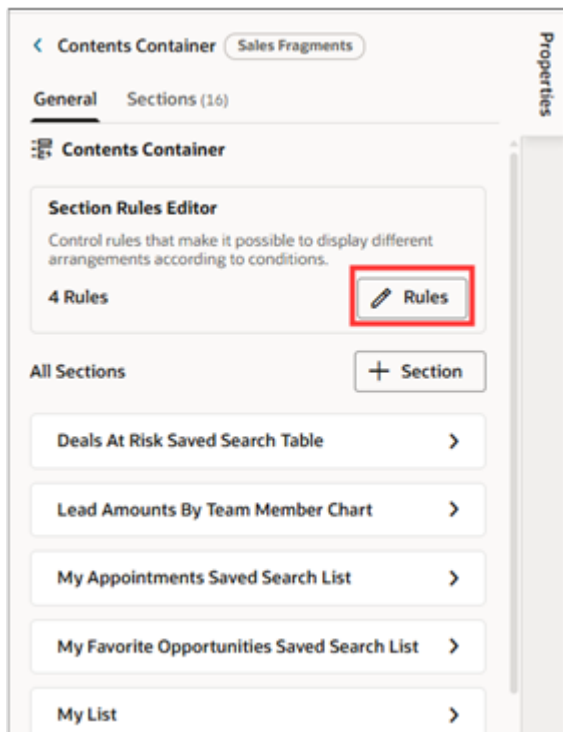 Contents Container Sales Fragments
Properties
General Sections (16)
Contents Container
Section Rules Editor
Control rules that make it possible to display different
arrangements according to conditions.
4 Rules Rules
All Sections + Section
Deals At Risk Saved Search Table
Lead Amounts By Team Member Chart
My Appointments Saved Search List
My Favorite Opportunities Saved Search List
My List